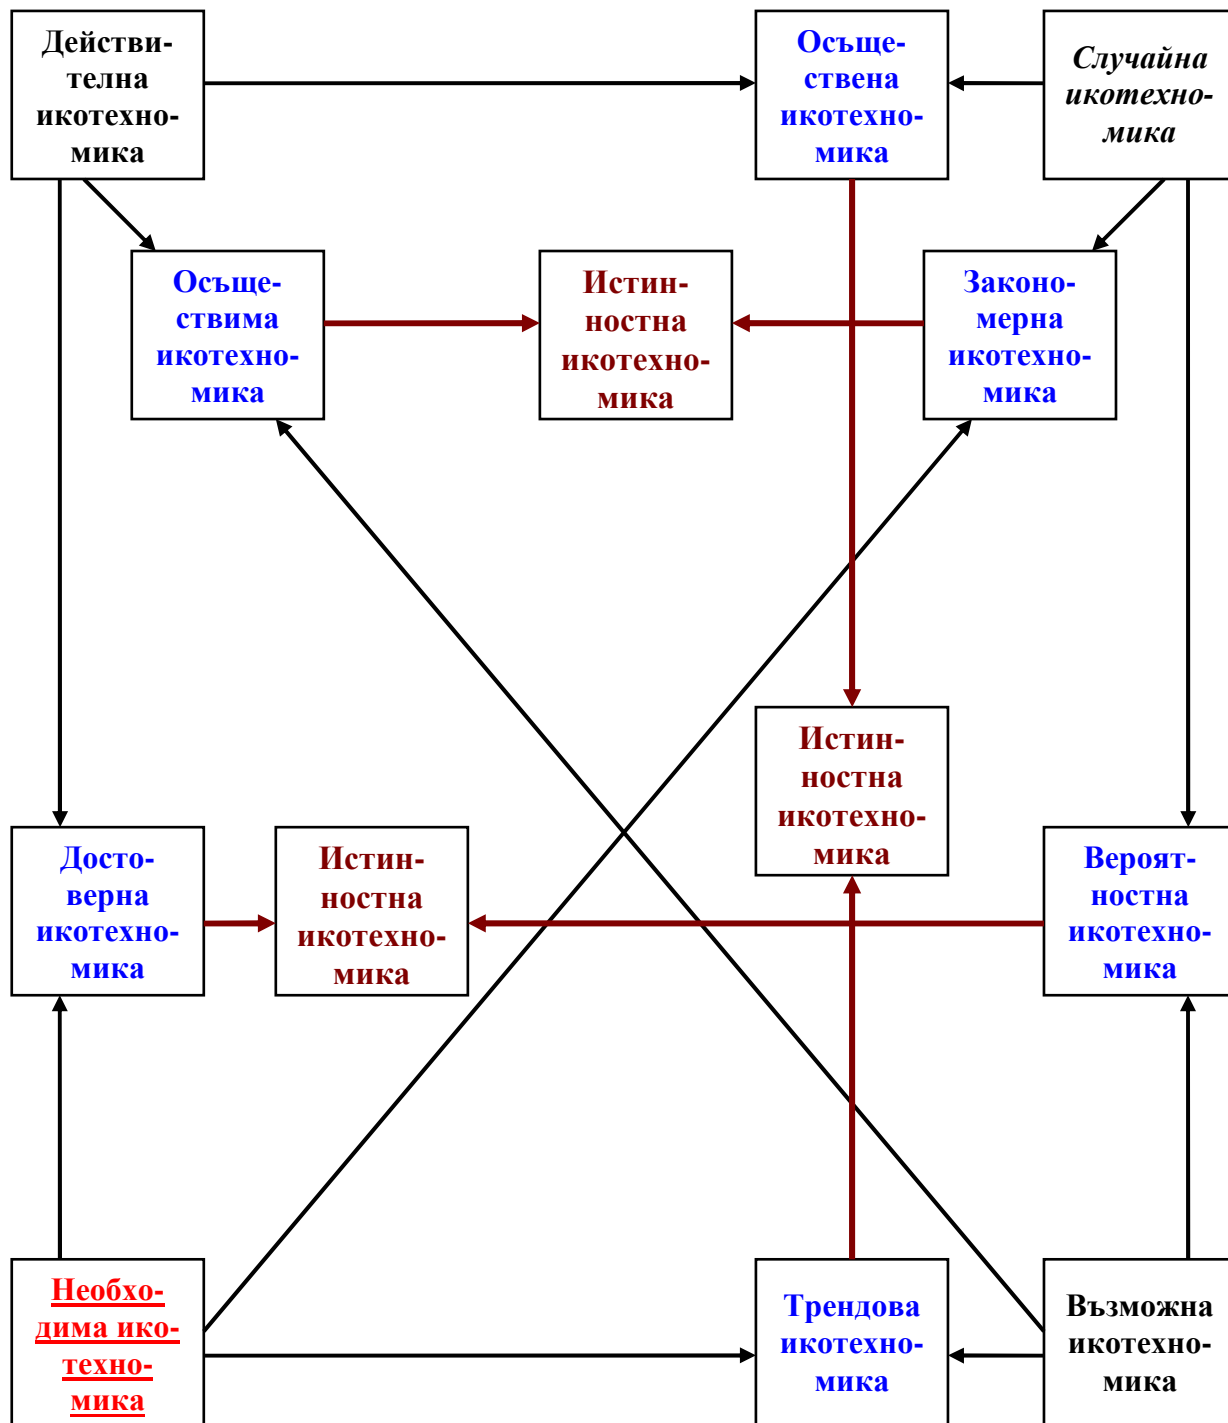 Действи-
телна
икотехно-
мика
Осъще-
ствена
икотехно-
мика
Случайна
икотехно-
мика
Осъще-
ствима
икотехно-
мика
Истин-
ностна
икотехно-
мика
Законо-
мерна
икотехно-
мика
Истин-
ностна
икотехно-
мика
Досто-
верна
икотехно-
мика
Истин-
ностна
икотехно-
мика
Вероят-
ностна
икотехно-
мика
Необхо-
дима ико-
техно-
мика
Трендова
икотехно-
мика
Възможна
икотехно-
мика